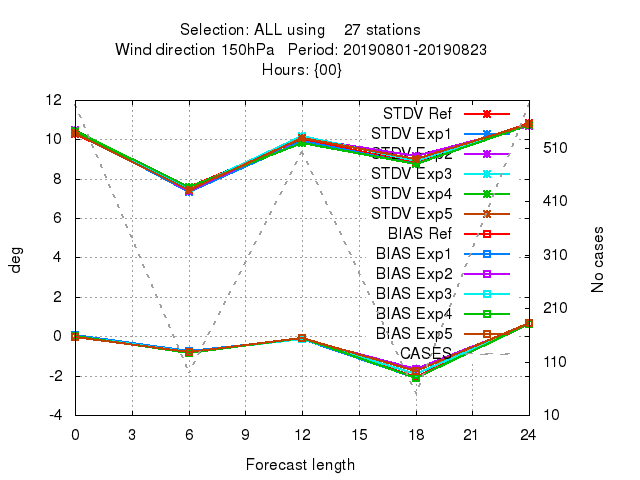 Selection: ALL using 27 stations
Wind direction 150hPa Period: 20190801-20190823
Hours: {00}
12
10
8
6
4
2
0
-2
-4
deg
STDV Ref
STDV Exp1
STDV Exp2
STDV Exp3
STDV Exp4
STDV Exp5
BIAS Ref
BIAS Exp1
BIAS Exp2
BIAS Exp3
BIAS Exp4
BIAS Exp5
CASES
510
410
310
210
110
10
No cases
0 3 6 9 12 15 18 21 24
Forecast length